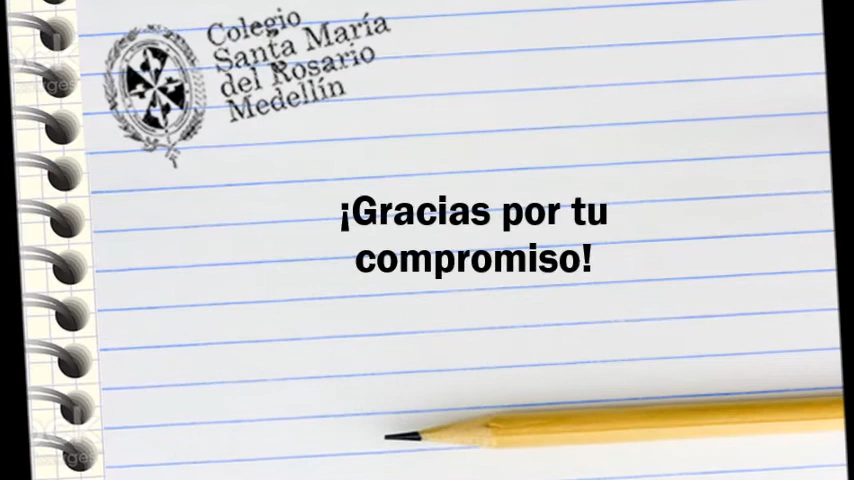 Colegio
Santa María
del Rosario
Medellín
¡Gracias por tu
compromiso!